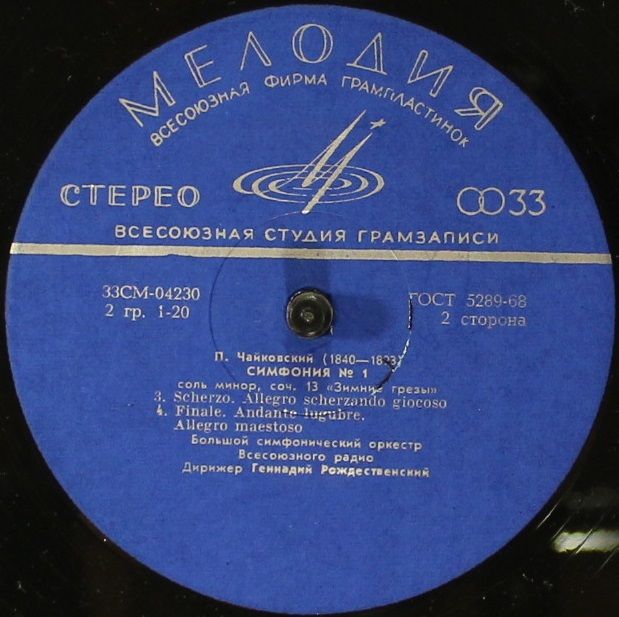 МЕЛОДИЯ
ВСЕСОЮЗНАЯ ФИРМА ГРАМПЛАСТИНОК
СТЕРЕО
33
ВСЕСОЮЗНАЯ СТУДИЯ ГРАМЗАПИСИ
33СМ-04230
2 гр. 1-20
ГОСТ 5289-68
2 сторона
П. Чайковский (1840—1893)
СИМФОНИЯ № 1
соль минор, соч. 13 «Зимние грезы»
3. Scherzo. Allegro scherzando giocoso
4. Finale. Andante lugubre.
Allegro maestoso
Большой симфонический оркестр
Всесоюзного радио
Дирижер Геннадий Рождественский